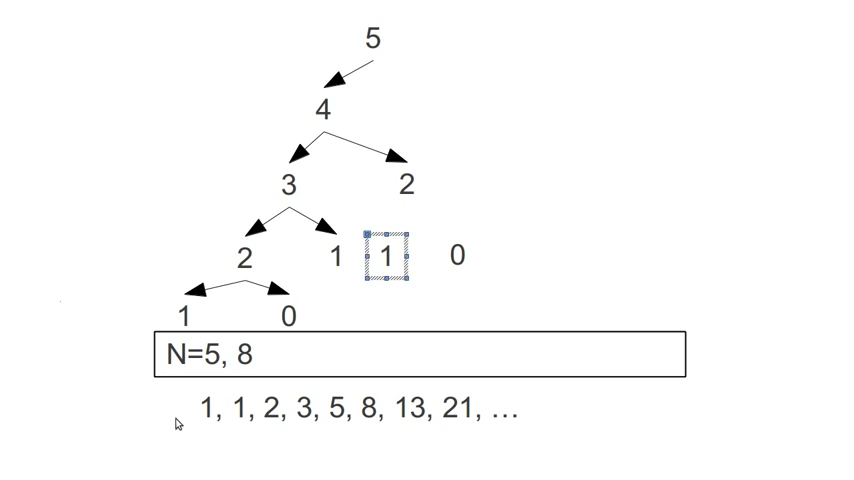 5
4
3 2
2 1 1 0
1 0
N=5, 8
1, 1, 2, 3, 5, 8, 13, 21, …